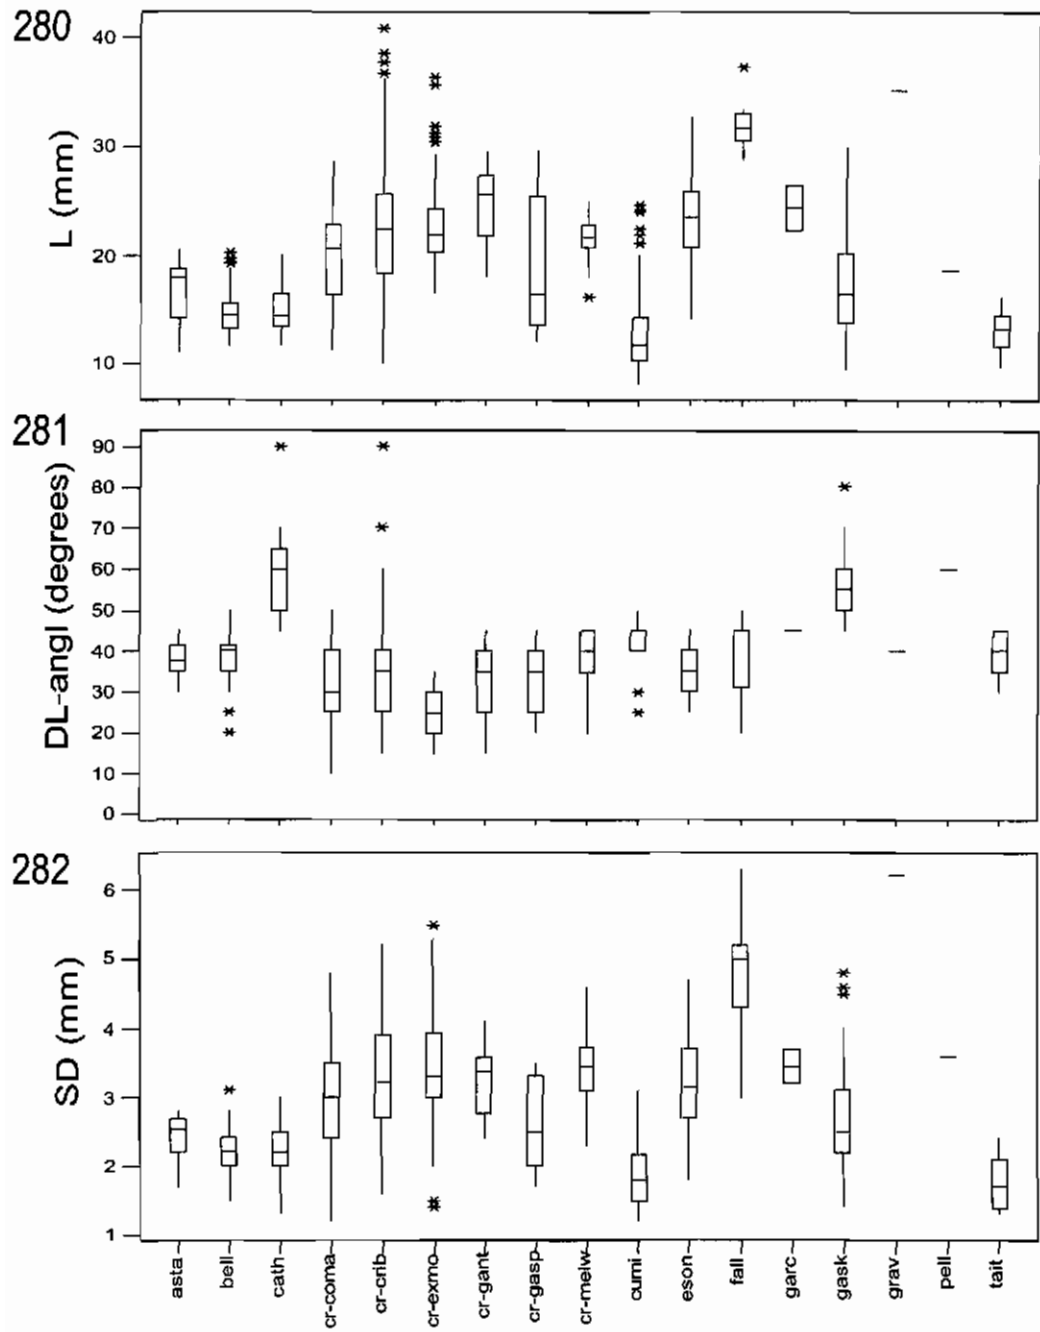 280
L (mm)
40
30
20
10
281
DL-angl (degrees)
90
80
70
60
50
40
30
20
10
0
282
SD (mm)
6
5
4
3
2
1
asta
bell
cath
cr-coma
cr-crib
cr-exmo
cr-gant
cr-gasp
cr-melw
cumi
eson
fall
garc
gask
grav
pell
tait